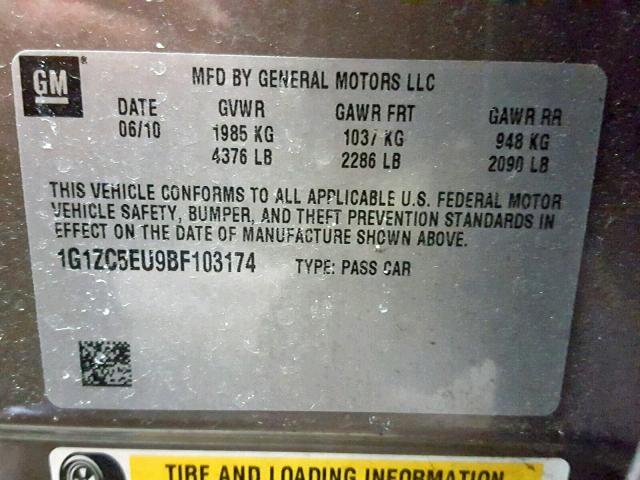 GM ®
MFD BY GENERAL MOTORS LLC
DATE GVWR GAWR FRT GAWR RR
06/10 1985 KG 1037 KG 948 KG
4376 LB 2286 LB 2090 LB
THIS VEHICLE CONFORMS TO ALL APPLICABLE U.S. FEDERAL MOTOR
VEHICLE SAFETY, BUMPER, AND THEFT PREVENTION STANDARDS IN
EFFECT ON THE DATE OF MANUFACTURE SHOWN ABOVE.
1G1ZC5EU9BF103174 TYPE: PASS CAR
TIRE AND LOADING INFORMATION